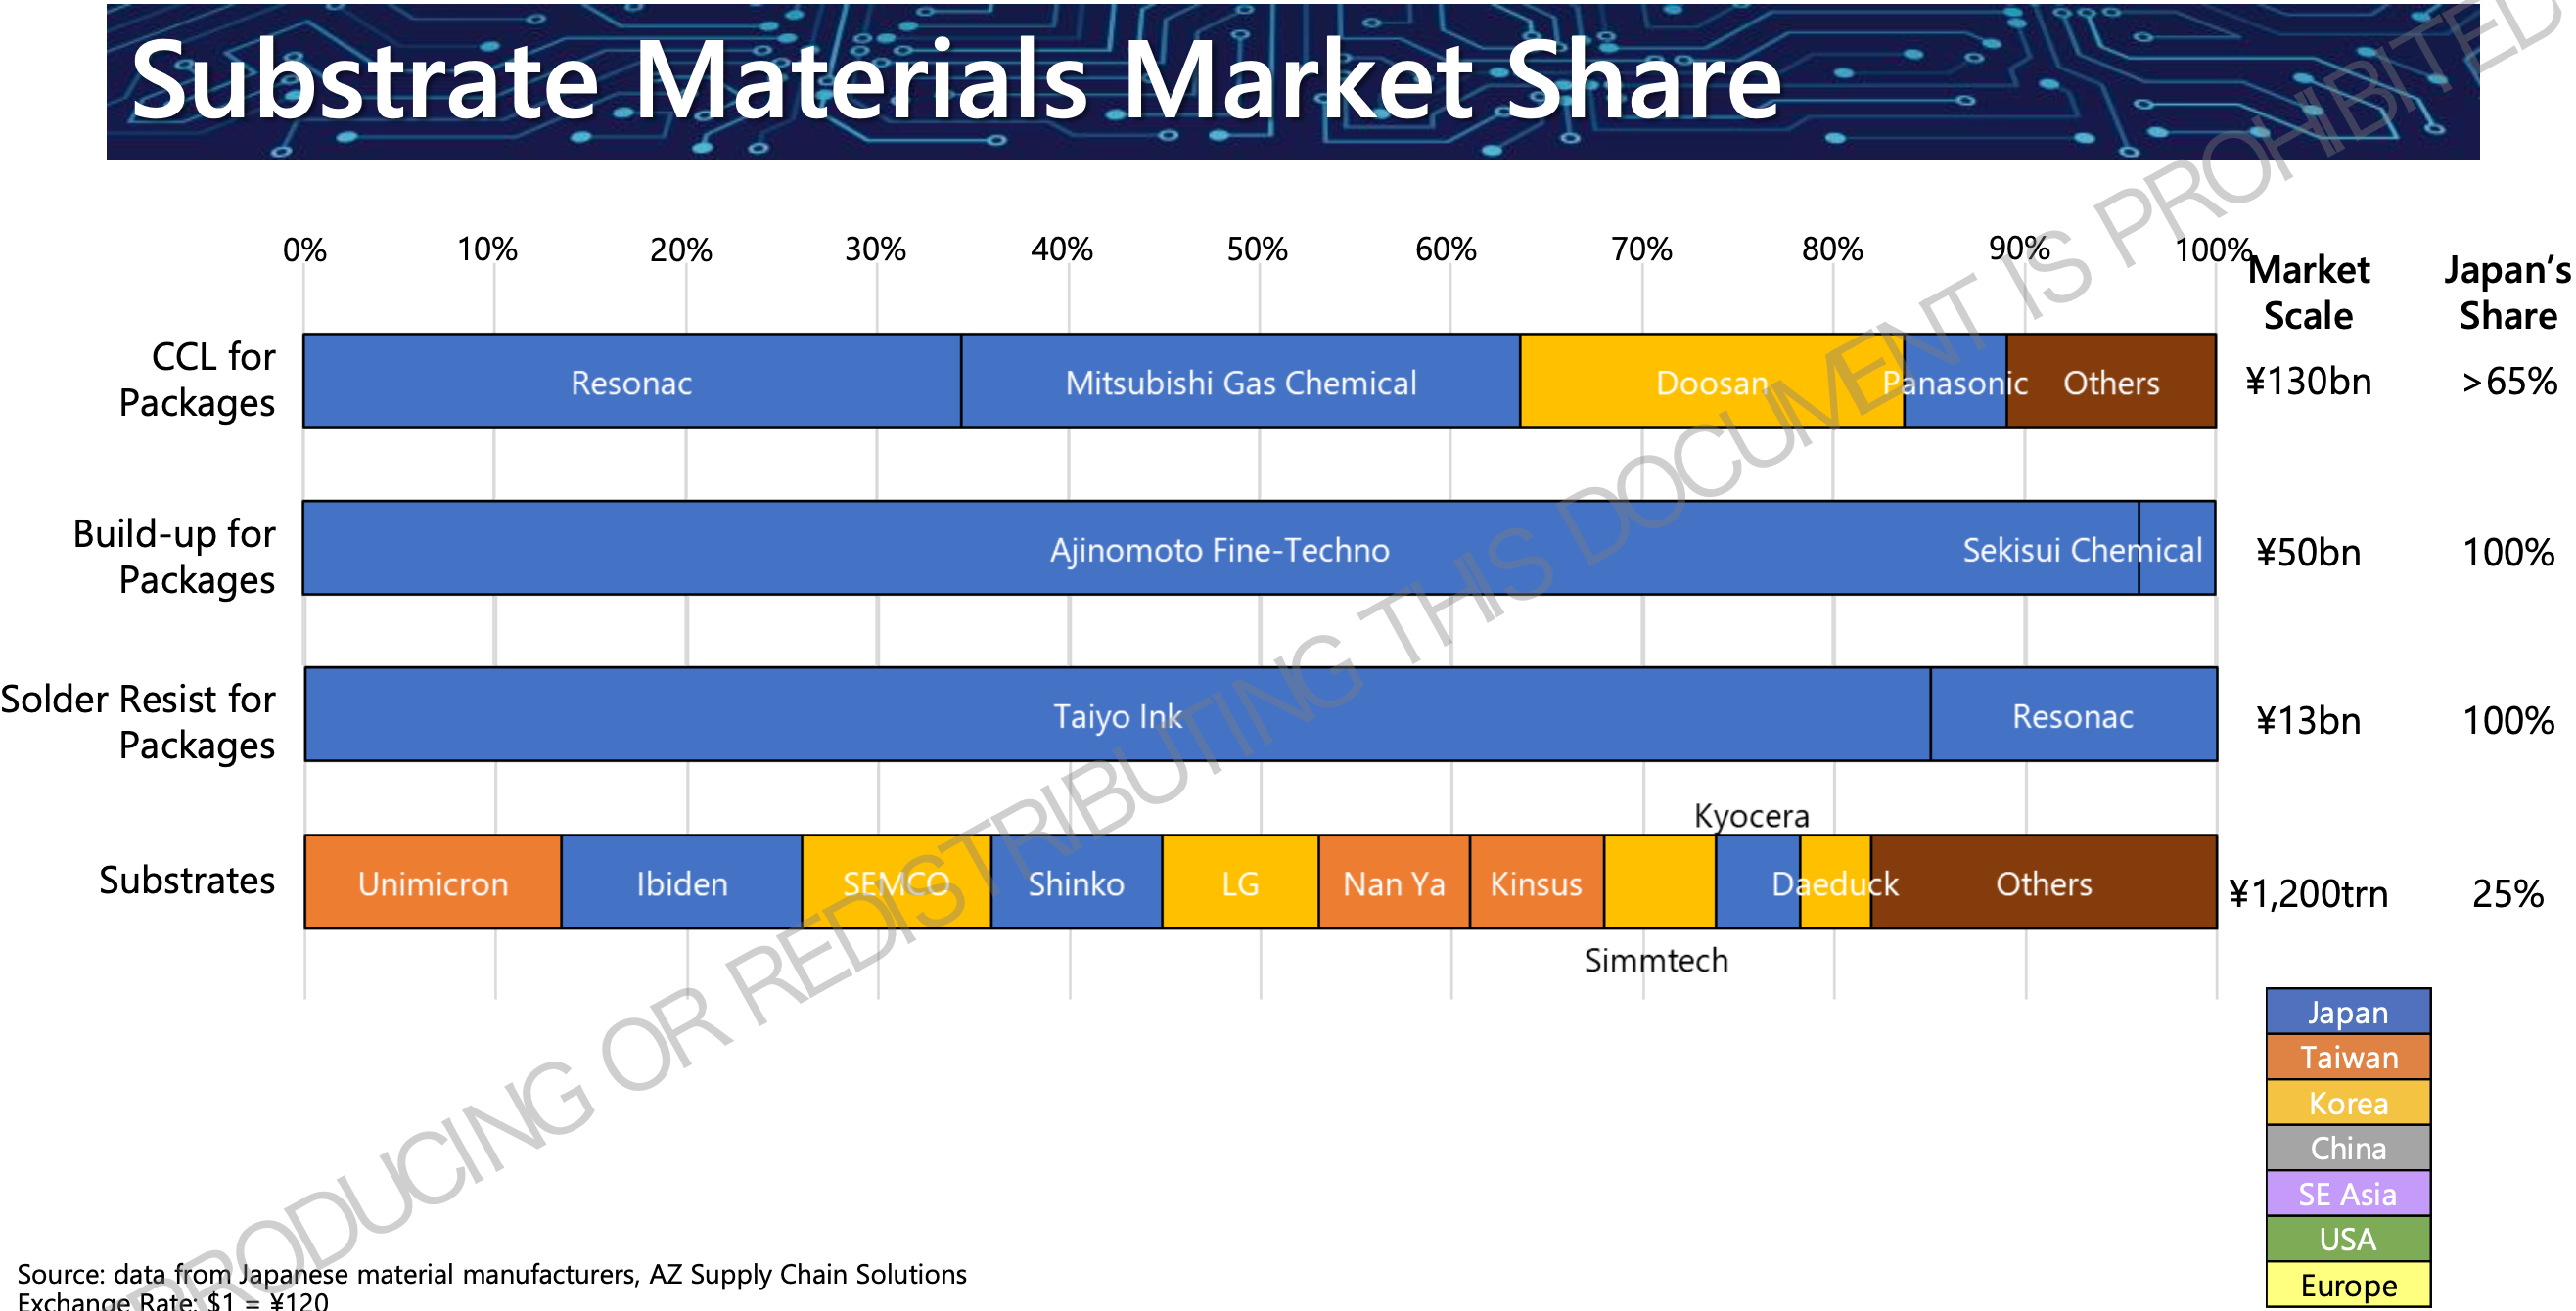 Substrate Materials Market Share
0% 10% 20% 30% 40% 50% 60% 70% 80% 90% 100%
Market
Scale
Japan's
Share
CCL for
Packages
Resonac
Mitsubishi Gas Chemical
Doosan
Panasonic
Others
¥130bn
>65%
Build-up for
Packages
Ajinomoto Fine-Techno
Sekisui Chemical
¥50bn
100%
Solder Resist for
Packages
Taiyo Ink
Resonac
¥13bn
100%
Kyocera
Substrates
Unimicron
Ibiden
SEMCO
Shinko
LG
Nan Ya
Kinsus
Daeduck
Others
¥1,200trn
25%
Simmtech
Japan
Taiwan
Korea
China
SE Asia
USA
Europe
Source: data from Japanese material manufacturers, AZ Supply Chain Solutions
Exchange Rate: $1 = ¥120
PRODUCING OR REDISTRIBUTING THIS DOCUMENT IS PROHIBITED